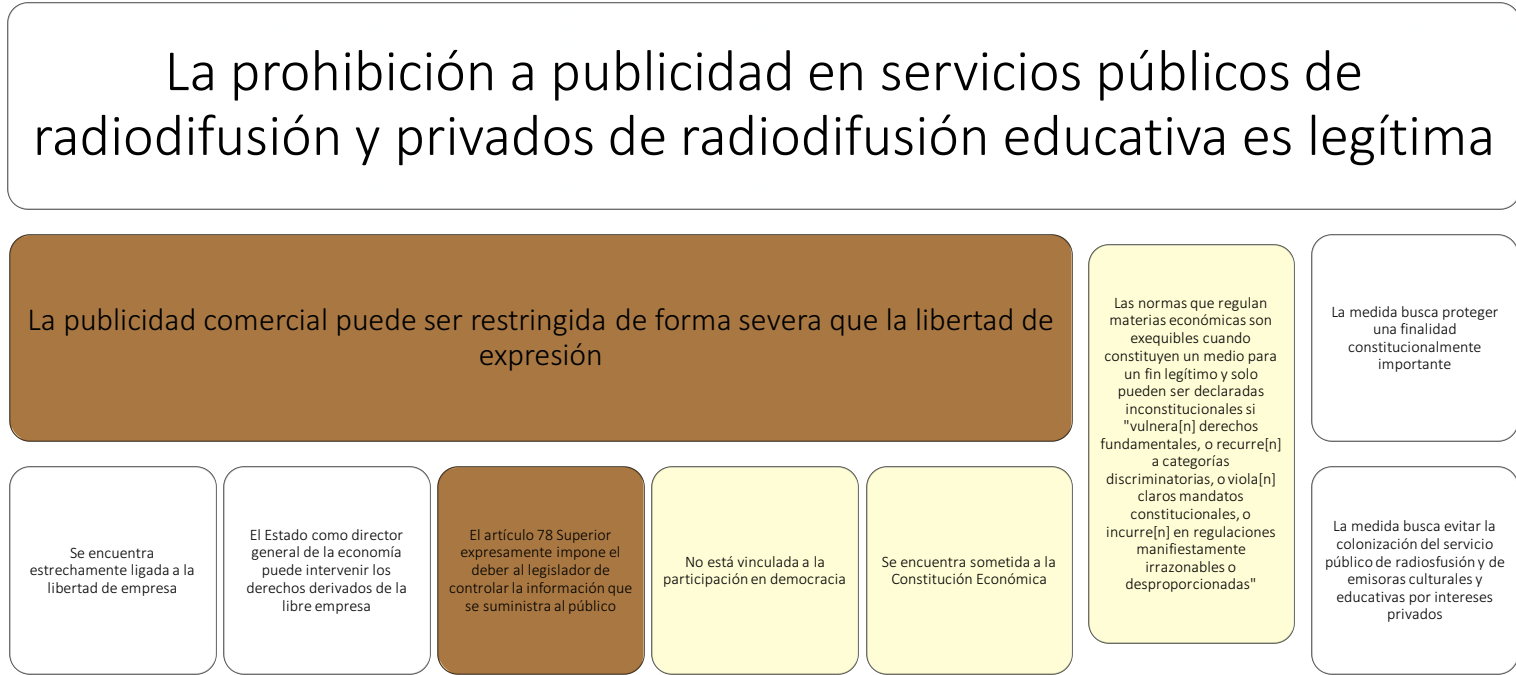 La prohibición a publicidad en servicios públicos de
radiodifusión y privados de radiodifusión educativa es legítima
La publicidad comercial puede ser restringida de forma severa que la libertad de
expresión
Se encuentra
estrechamente ligada a la
libertad de empresa
El Estado como director
general de la economía
puede intervenir los
derechos derivados de la
libre empresa
El artículo 78 Superior
expresamente impone el
deber al legislador de
controlar la información que
se suministra al público
No está vinculada a la
participación en democracia
Se encuentra sometida a la
Constitución Económica
Las normas que regulan
materias económicas son
exequibles cuando
constituyen un medio para
un fin legítimo y solo
pueden ser declaradas
inconstitucionales si
"vulnera[n] derechos
fundamentales, o recurre[n]
a categorías
discriminatorias, o viola[n]
claros mandatos
constitucionales, o
incurre[n] en regulaciones
manifiestamente
irrazonables o
desproporcionadas"
La medida busca proteger
una finalidad
constitucionalmente
importante
La medida busca evitar la
colonización del servicio
público de radiosfusión y de
emisoras culturales y
educativas por intereses
privados